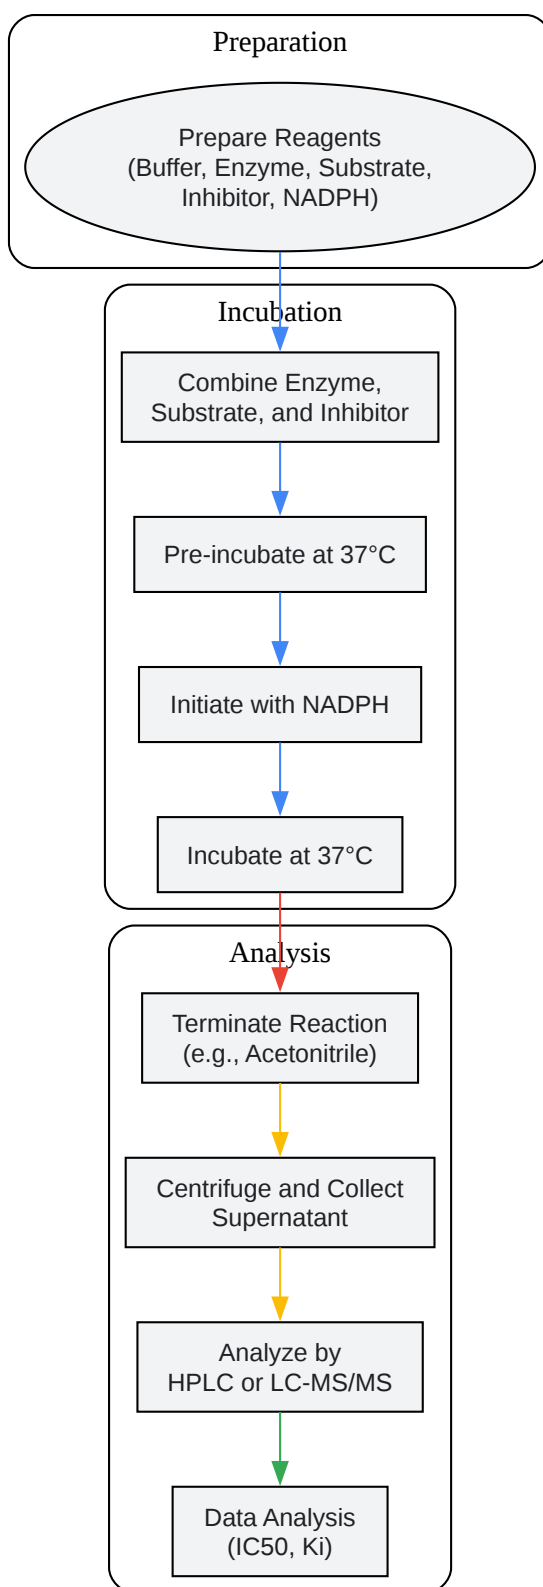 Preparation
Prepare Reagents
(Buffer, Enzyme, Substrate,
Inhibitor, NADPH)
Incubation
Combine Enzyme,
Substrate, and Inhibitor
Pre-incubate at 37°C
Initiate with NADPH
Incubate at 37°C
Analysis
Terminate Reaction
(e.g., Acetonitrile)
Centrifuge and Collect
Supernatant
Analyze by
HPLC or LC-MS/MS
Data Analysis
(IC50, Ki)